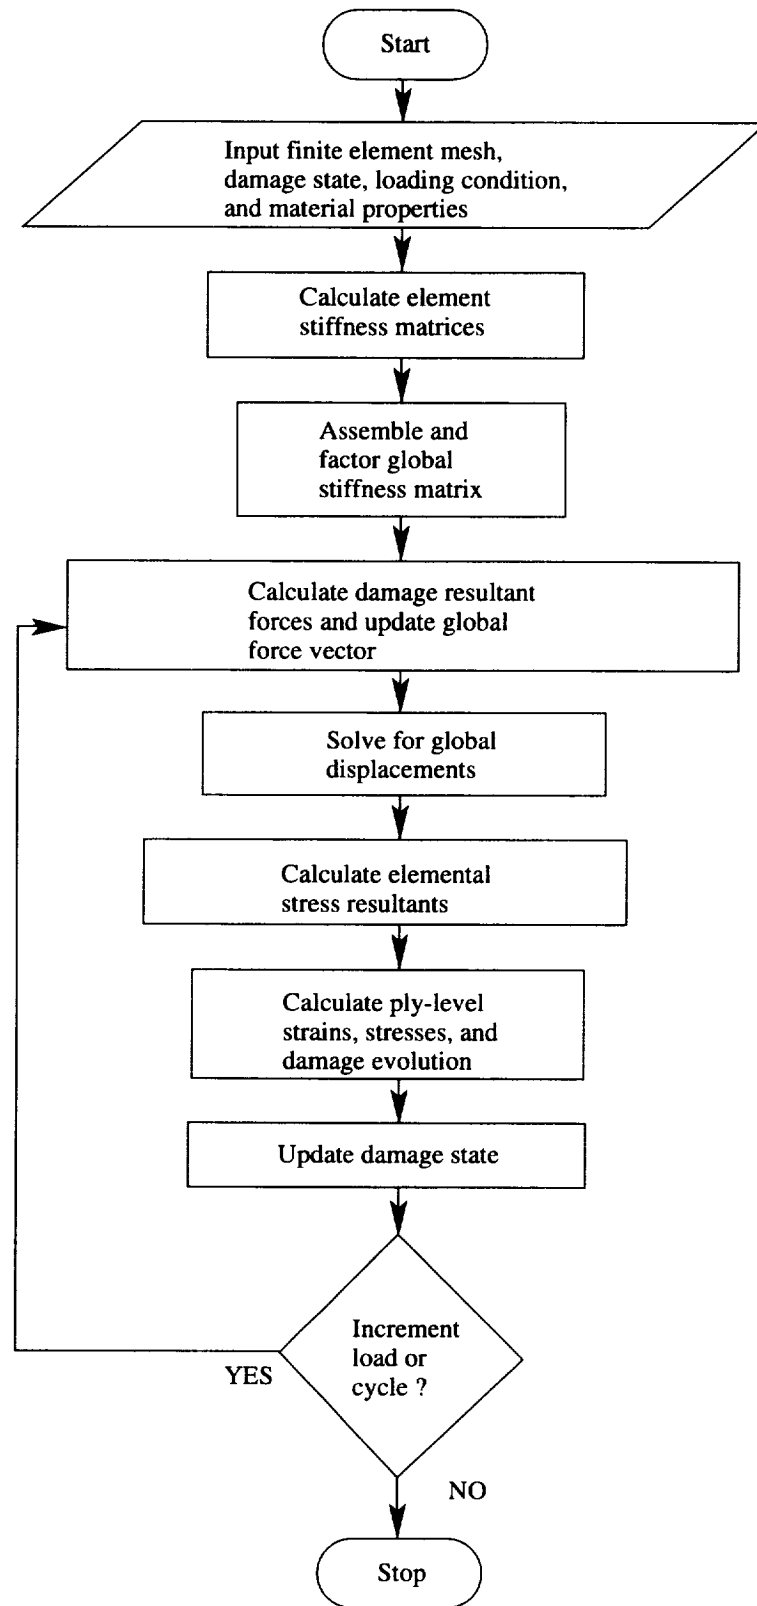 Start
Input finite element mesh,
damage state, loading condition,
and material properties
Calculate element
stiffness matrices
Assemble and
factor global
stiffness matrix
Calculate damage resultant
forces and update global
force vector
Solve for global
displacements
Calculate elemental
stress resultants
Calculate ply-level
strains, stresses, and
damage evolution
Update damage state
Increment
load or
cycle ?
YES
NO
Stop